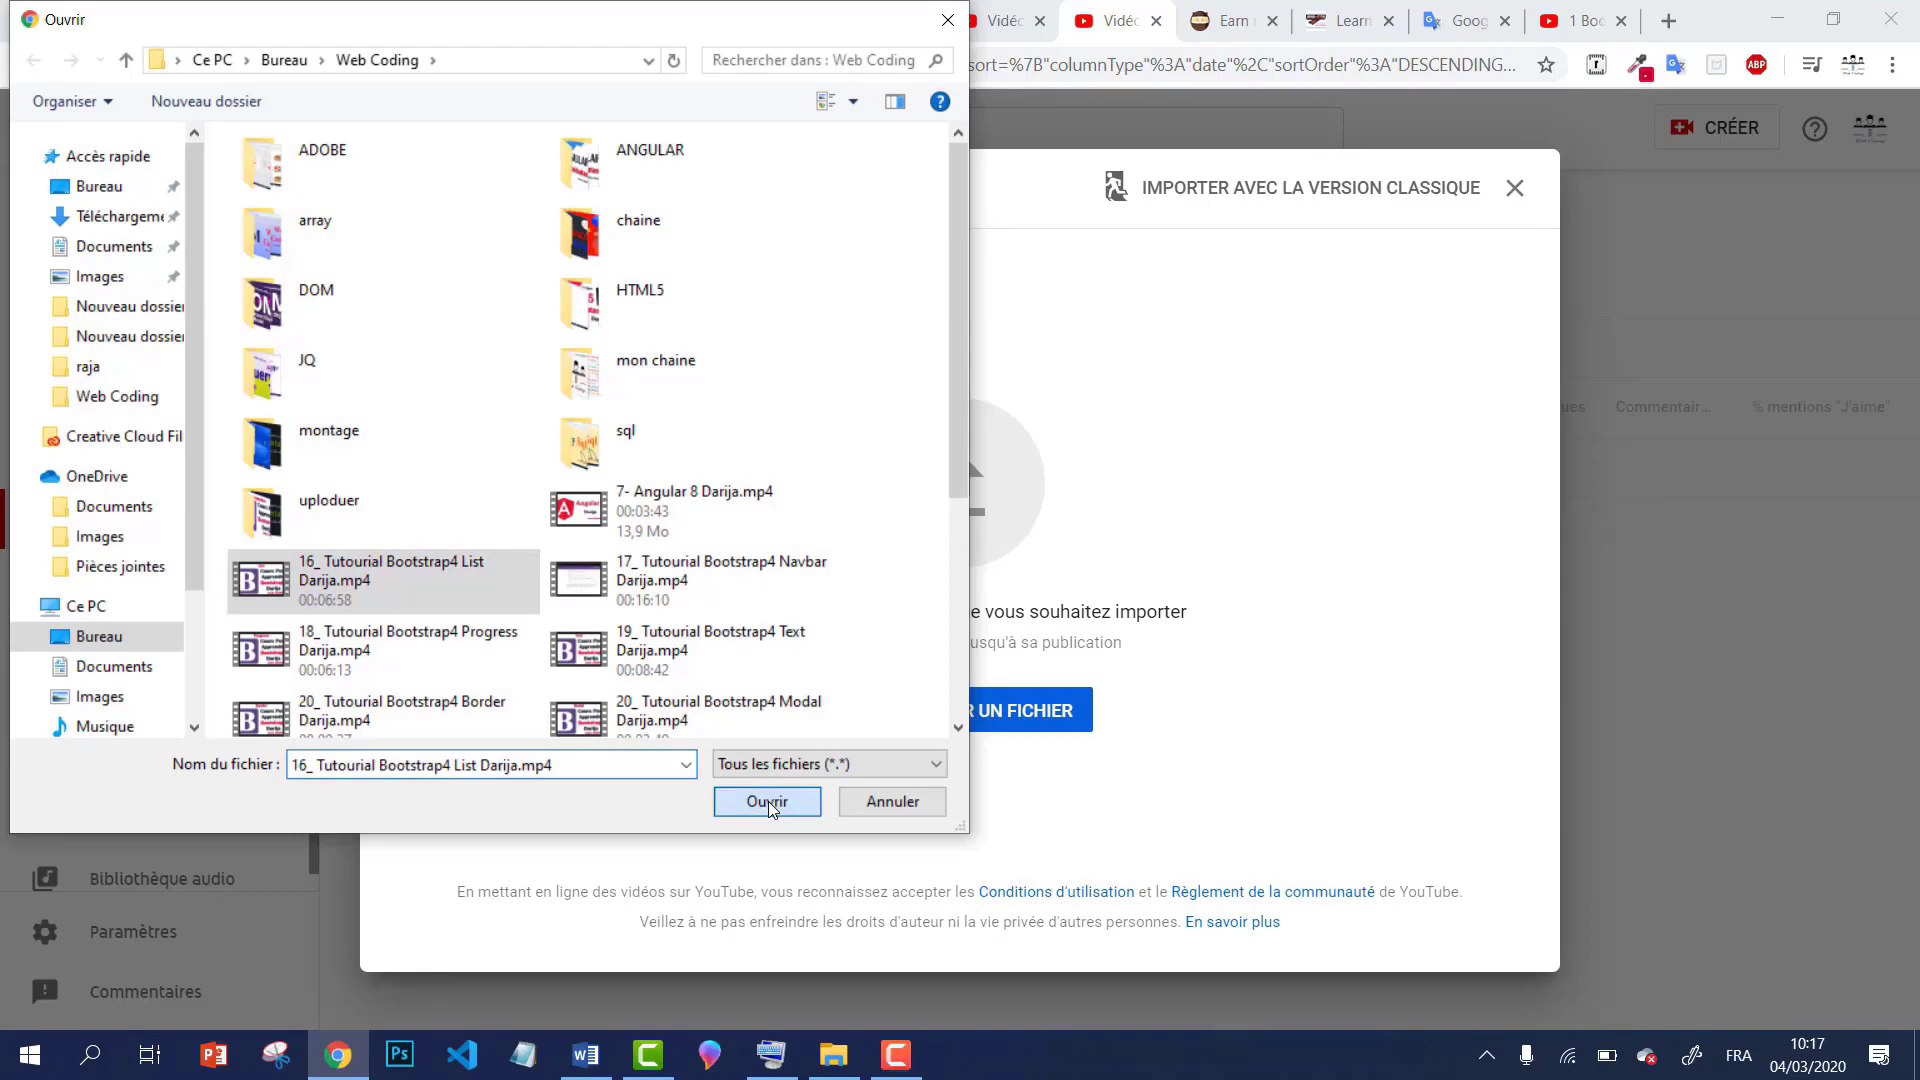 Ouvrir
Vidéc
Vidéc
Earn
Learn
Goog
1 Boo
Ce PC
Bureau
Web Coding
Rechercher dans : Web Coding
sort=%7B"columnType"%3A"date"%2C"sortOrder"%3A"DESCENDING...
ABP
Organiser
Nouveau dossier
CRÉER
IMPORTER AVEC LA VERSION CLASSIQUE
Accès rapide
Bureau
Téléchargeme
Documents
Images
Nouveau dossier
Nouveau dossier
raja
Web Coding
Creative Cloud Fil
OneDrive
Documents
Images
Pièces jointes
Ce PC
Bureau
Documents
Images
Musique
ADOBE
ANGULAR
array
chaine
DOM
HTML5
JQ
mon chaine
montage
sql
uploduer
7- Angular 8 Darija.mp4
00:03:43
13,9 Mo
16_ Tutourial Bootstrap4 List
Darija.mp4
00:06:58
17_ Tutourial Bootstrap4 Navbar
Darija.mp4
00:16:10
18_ Tutourial Bootstrap4 Progress
Darija.mp4
00:06:13
19_ Tutourial Bootstrap4 Text
Darija.mp4
00:08:42
20_ Tutourial Bootstrap4 Border
Darija.mp4
20_ Tutourial Bootstrap4 Modal
Darija.mp4
Nom du fichier :
16_ Tutourial Bootstrap4 List Darija.mp4
Tous les fichiers (*.*)
Ouvrir
Annuler
ues
Commentair...
% mentions "J'aime"
e vous souhaitez importer
usqu'à sa publication
R UN FICHIER
En mettant en ligne des vidéos sur YouTube, vous reconnaissez accepter les Conditions d'utilisation et le Règlement de la communauté de YouTube.
Veillez à ne pas enfreindre les droits d'auteur ni la vie privée d'autres personnes. En savoir plus
Bibliothèque audio
Paramètres
Commentaires
FRA
10:17
04/03/2020